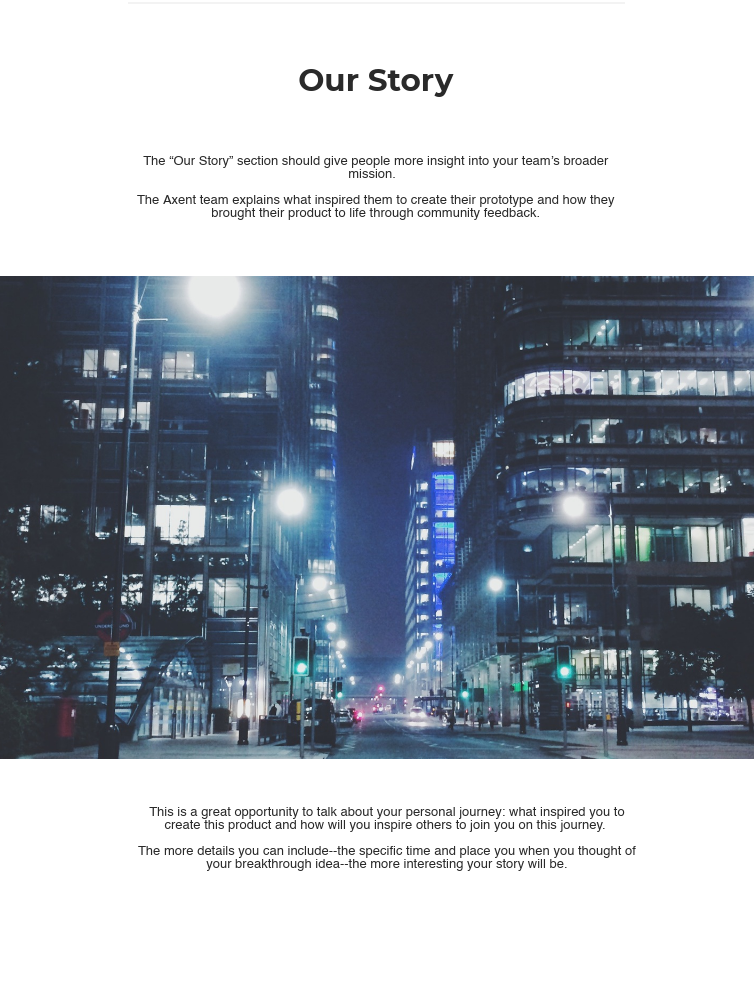 Our Story
The “Our Story” section should give people more insight into your team’s broader
mission.
The Axent team explains what inspired them to create their prototype and how they
brought their product to life through community feedback.
This is a great opportunity to talk about your personal journey: what inspired you to
create this product and how will you inspire others to join you on this journey.
The more details you can include--the specific time and place you when you thought of
your breakthrough idea--the more interesting your story will be.